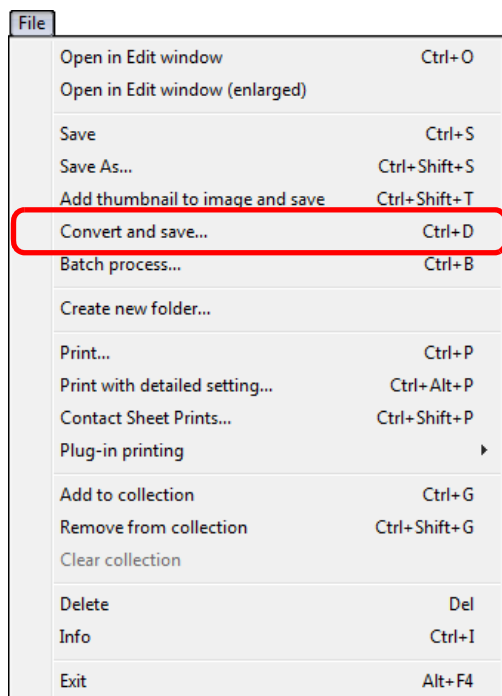 File
Open in Edit window Ctrl+O
Open in Edit window (enlarged)
Save Ctrl+S
Save As... Ctrl+Shift+S
Add thumbnail to image and save Ctrl+Shift+T
Convert and save... Ctrl+D
Batch process... Ctrl+B
Create new folder...
Print... Ctrl+P
Print with detailed setting... Ctrl+Alt+P
Contact Sheet Prints... Ctrl+Shift+P
Plug-in printing
Add to collection Ctrl+G
Remove from collection Ctrl+Shift+G
Clear collection
Delete Del
Info Ctrl+I
Exit Alt+F4